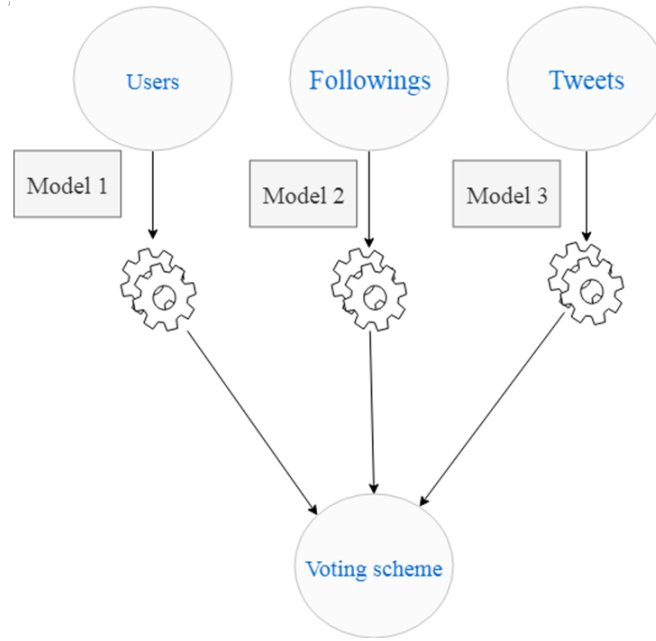 Users
Followings
Tweets
Model 1
Model 2
Model 3
Voting scheme